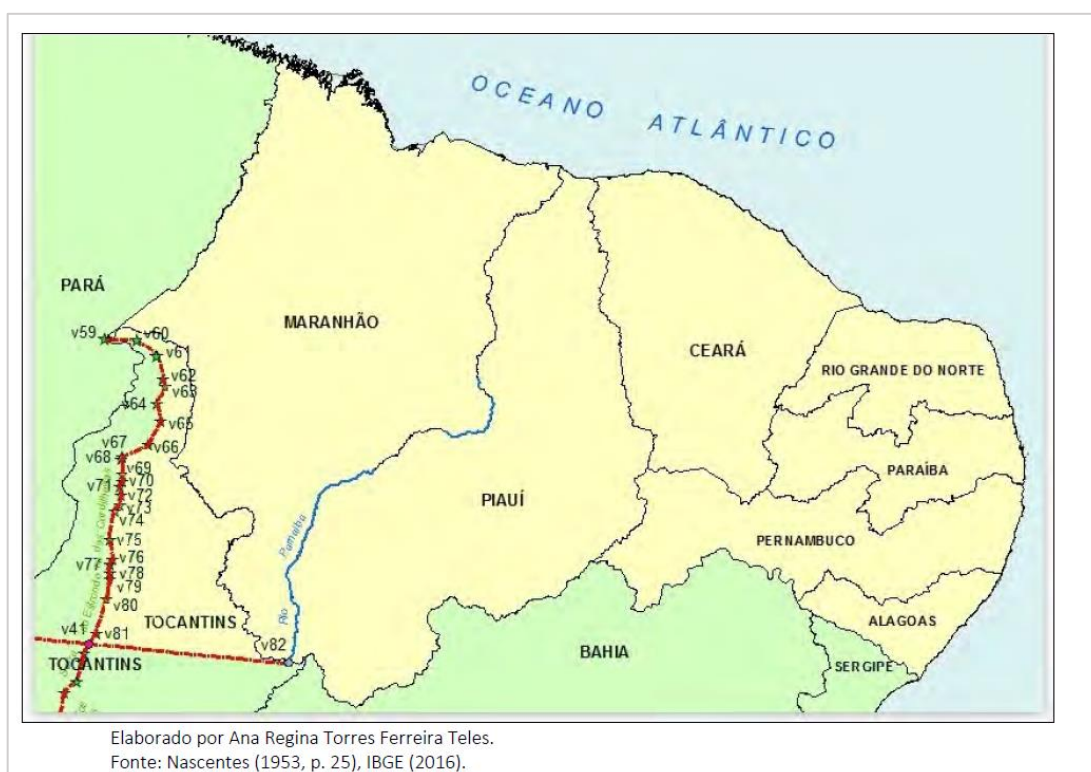 OCEANO ATLÂNTICO
PARÁ
MARANHÃO
CEARÁ
RIO GRANDE DO NORTE
PARAÍBA
PIAUÍ
PERNAMBUCO
ALAGOAS
SERGIPE
BAHIA
TOCANTINS
TOCANTINS
Rio Parnaíba
v59
v60
v61
v62
v63
v64
v65
v66
v67
v68
v69
v70
v71
v72
v73
v74
v75
v76
v77
v78
v79
v80
v81
v41
v82
Elaborado por Ana Regina Torres Ferreira Teles.
Fonte: Nascentes (1953, p. 25), IBGE (2016).